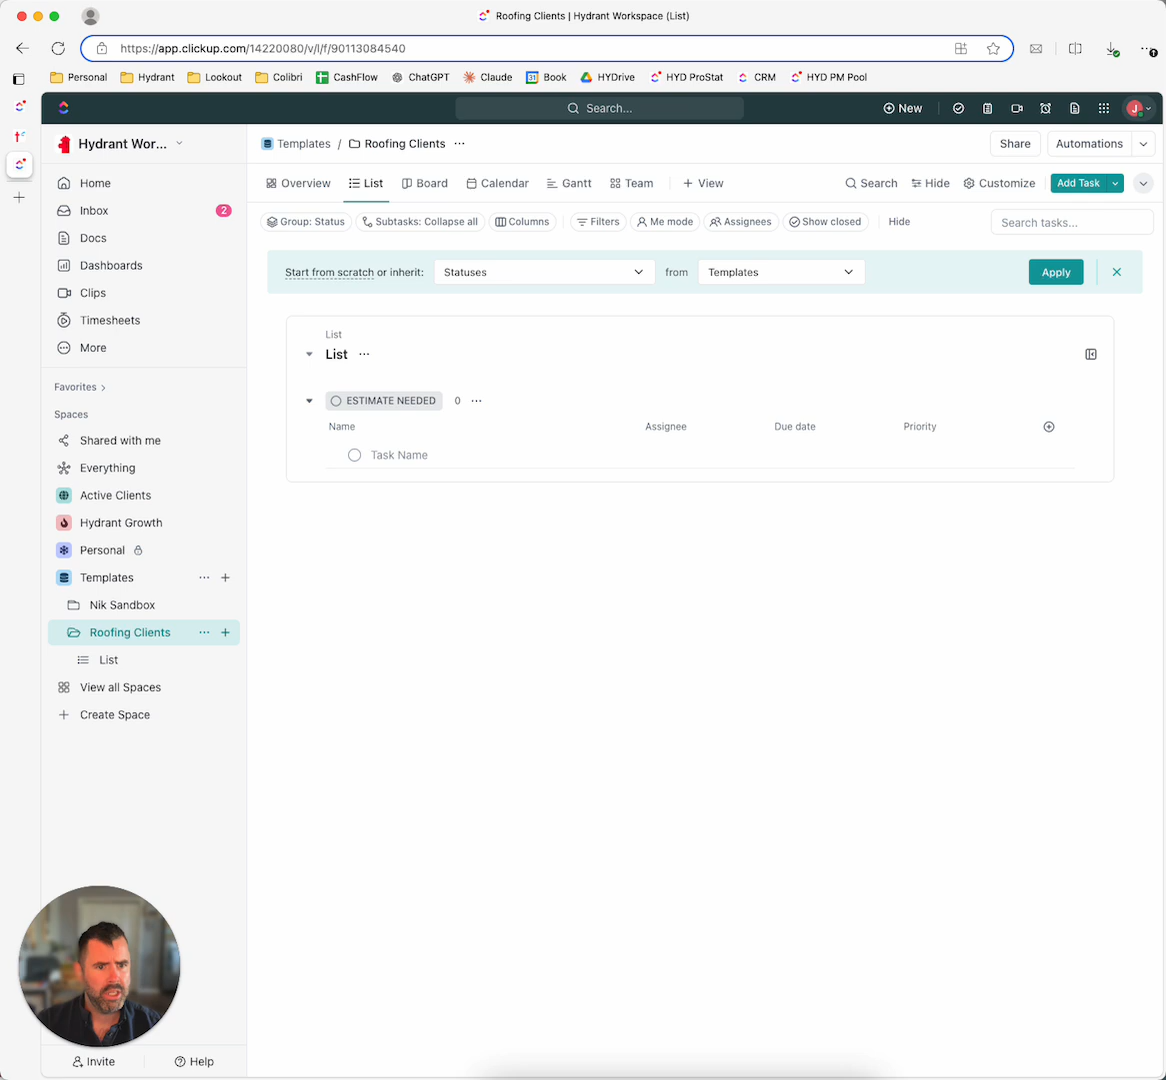 Roofing Clients | Hydrant Workspace (List)
https://app.clickup.com/14220080/v/l/f/90113084540
Personal Hydrant Lookout Colibri CashFlow ChatGPT Claude Book HYDrive HYD ProStat CRM HYD PM Pool
Search... New J
Hydrant Wor...
Templates / Roofing Clients ... Share Automations
Home
Inbox 2
Docs
Dashboards
Clips
Timesheets
More
Favorites
Spaces
Shared with me
Everything
Active Clients
Hydrant Growth
Personal
Templates ... +
Nik Sandbox
Roofing Clients ... +
List
View all Spaces
Create Space
Invite Help
Overview List Board Calendar Gantt Team + View Search Hide Customize Add Task
Group: Status Subtasks: Collapse all Columns Filters Me mode Assignees Show closed Hide Search tasks...
Start from scratch or inherit: Statuses from Templates Apply
List
List ...
ESTIMATE NEEDED 0 ...
Name Assignee Due date Priority
Task Name